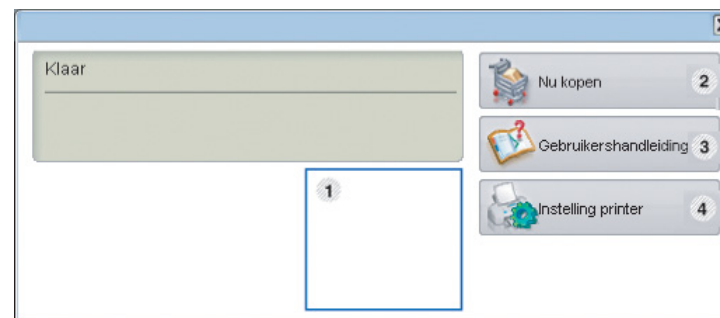 Klaar
Nu kopen 2
Gebruikershandleiding 3
1
Instelling printer 4